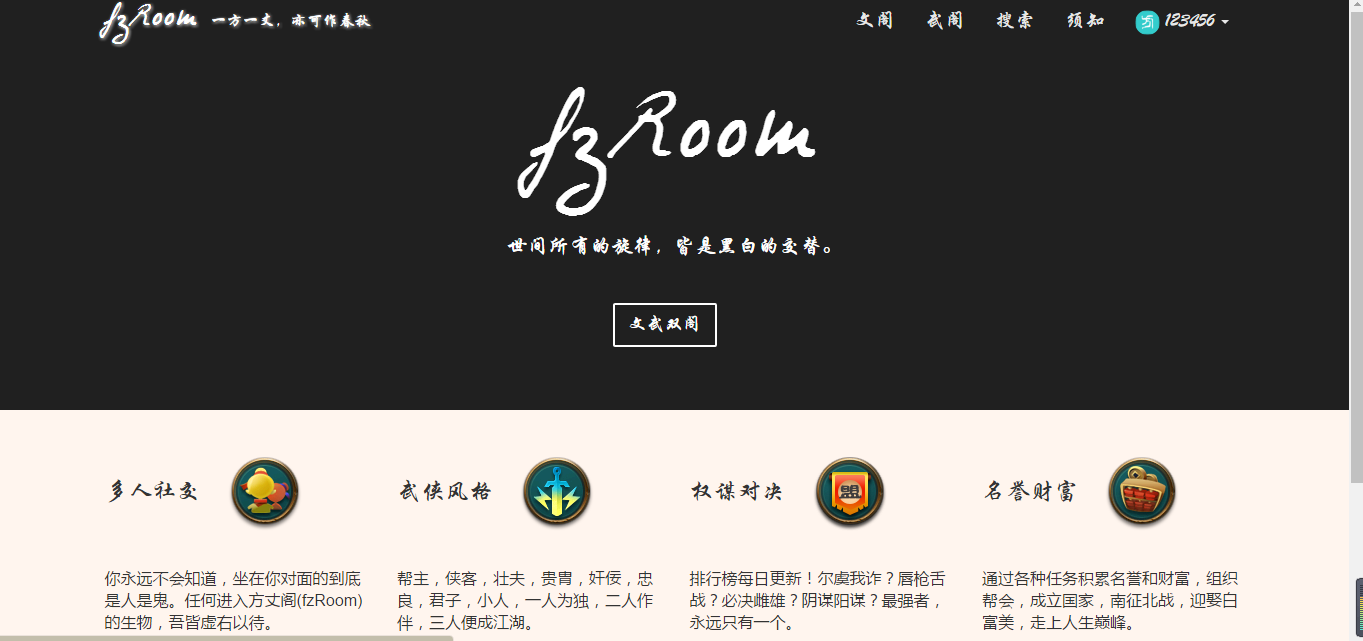 fzRoom 一方一丈，亦可作春秋
文阁 武阁 搜索 须知 123456
fzRoom
世间所有的旋律，皆是黑白的交替。
文武双阁
多人社交
武侠风格
盟
权谋对决
名誉财富
你永远不会知道，坐在你对面的到底
是人是鬼。任何进入方丈阁(fzRoom)
的生物，吾皆虚右以待。
帮主，侠客，壮夫，贵胄，奸佞，忠
良，君子，小人，一人为独，二人作
伴，三人便成江湖。
排行榜每日更新！尔虞我诈？唇枪舌
战？必决雌雄？阴谋阳谋？最强者，
永远只有一个。
通过各种任务积累名誉和财富，组织
帮会，成立国家，南征北战，迎娶白
富美，走上人生巅峰。